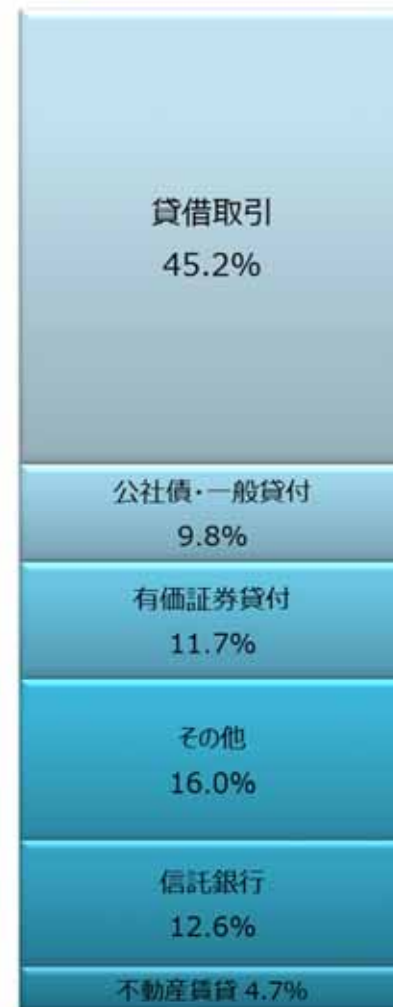 貸借取引
45.2%
公社債・一般貸付
9.8%
有価証券貸付
11.7%
その他
16.0%
信託銀行
12.6%
不動産賃貸 4.7%